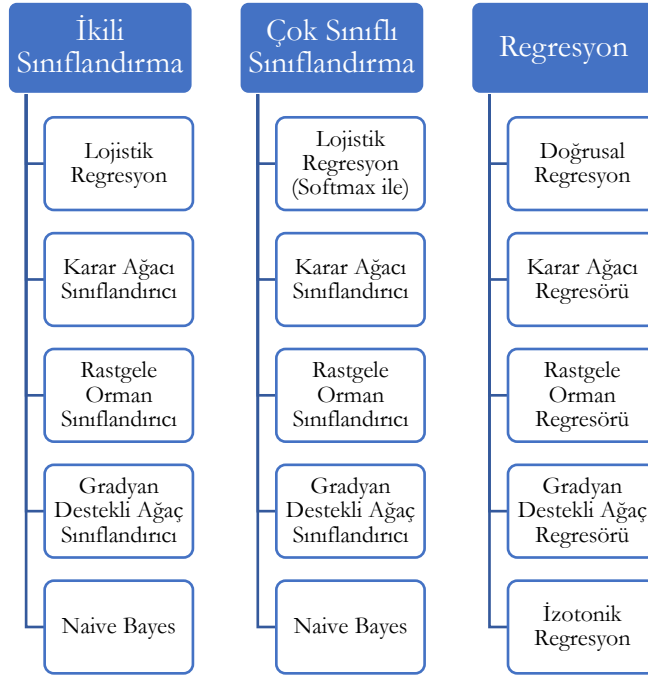 İkili
Sınıflandırma
Lojistik
Regresyon
Karar Ağacı
Sınıflandırıcı
Rastgele
Orman
Sınıflandırıcı
Gradyan
Destekli Ağaç
Sınıflandırıcı
Naive Bayes
Çok Sınıflı
Sınıflandırma
Lojistik
Regresyon
(Softmax ile)
Karar Ağacı
Sınıflandırıcı
Rastgele
Orman
Sınıflandırıcı
Gradyan
Destekli Ağaç
Sınıflandırıcı
Naive Bayes
Regresyon
Doğrusal
Regresyon
Karar Ağacı
Regresörü
Rastgele
Orman
Regresörü
Gradyan
Destekli Ağaç
Regresörü
İzotonik
Regresyon